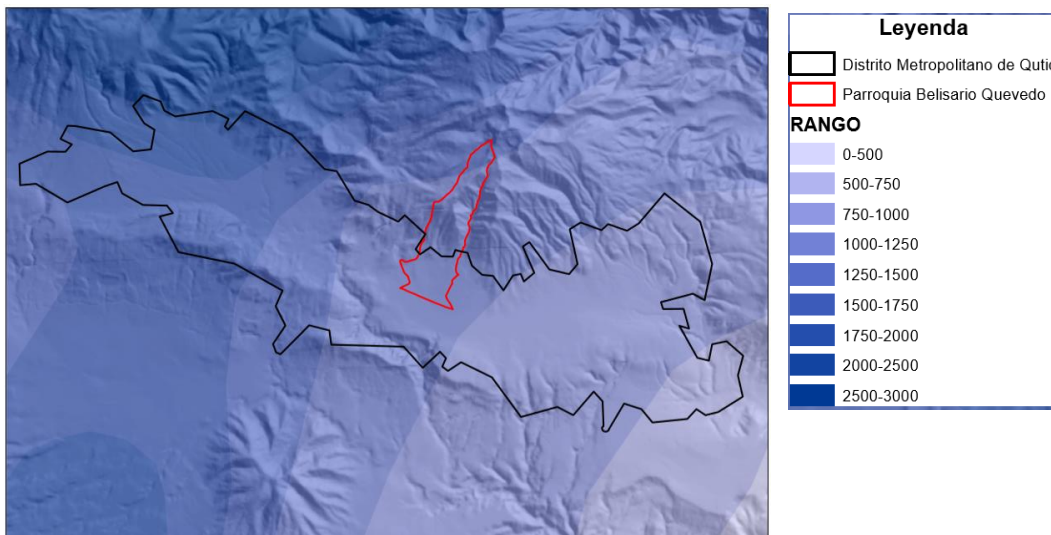 Leyenda
Distrito Metropolitano de Qutic
Parroquia Belisario Quevedo
RANGO
0-500
500-750
750-1000
1000-1250
1250-1500
1500-1750
1750-2000
2000-2500
2500-3000